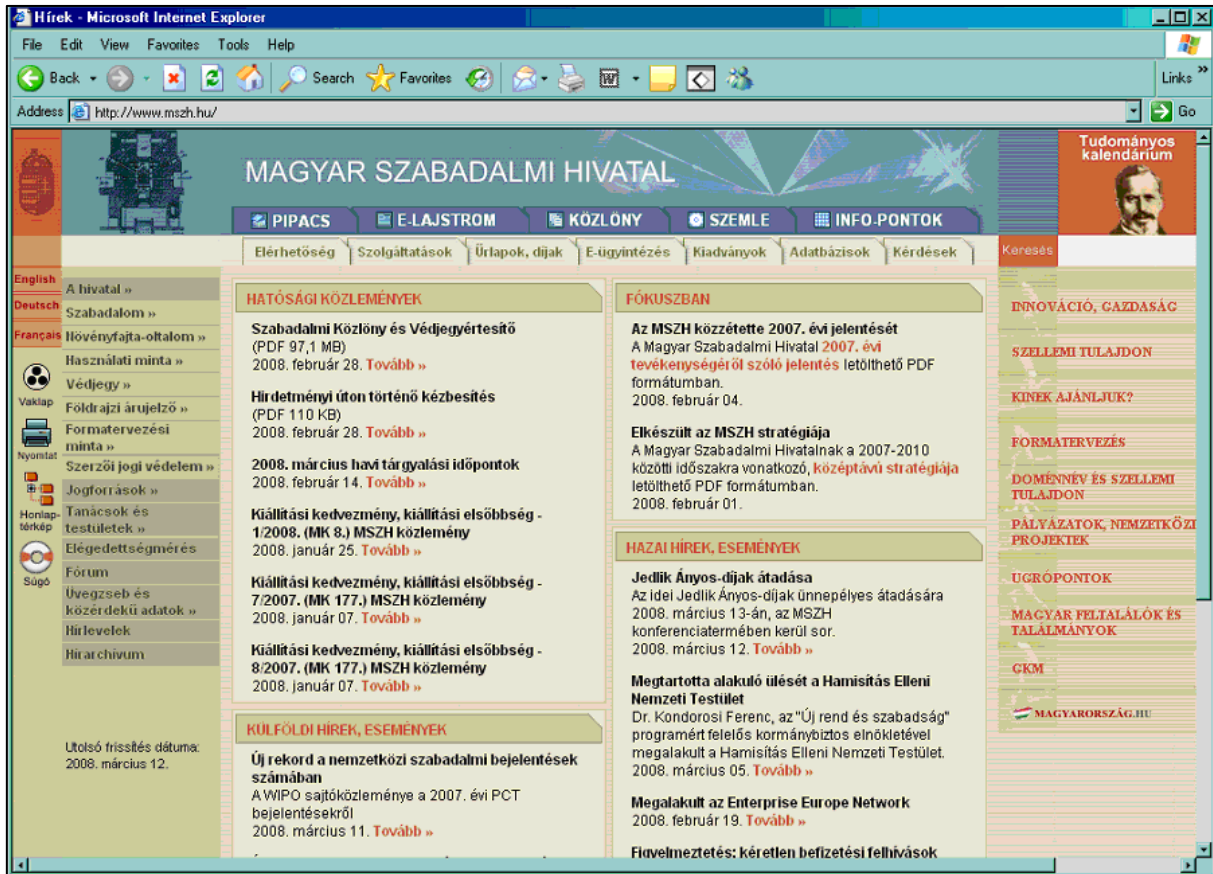 Hírek - Microsoft Internet Explorer
File Edit View Favorites Tools Help
Back Search Favorites Links »
Address http://www.mszh.hu/ Go
MAGYAR SZABADALMI HIVATAL
Tudományos
kalendárium
PIPACS E-LAJSTROM KÖZLÖNY SZEMLE INFO-PONTOK
Elérhetőség Szolgáltatások Űrlapok, díjak E-ügyintézés Kiadványok Adatbázisok Kérdések Keresés
English
Deutsch
Français
Vaklap
Nyomtat
Honlap-
térkép
Súgó
A hivatal »
Szabadalom »
Növényfajta-oltalom »
Használati minta »
Védjegy »
Földrajzi árujelző »
Formatervezési
minta »
Szerzői jogi védelem »
Jogforrások »
Tanácsok és
testületek »
Elégedettségmérés
Fórum
Üvegzseb és
közérdekű adatok »
Hírlevelek
Hírarchívum
Utolsó frissítés dátuma:
2008. március 12.
HATÓSÁGI KÖZLEMÉNYEK
Szabadalmi Közlöny és Védjegyértesítő
(PDF 97,1 MB)
2008. február 28. Tovább »
Hirdetményi úton történő kézbesítés
(PDF 110 KB)
2008. február 28. Tovább »
2008. március havi tárgyalási időpontok
2008. február 14. Tovább »
Kiállítási kedvezmény, kiállítási elsőbbség -
1/2008. (MK 8.) MSZH közlemény
2008. január 25. Tovább »
Kiállítási kedvezmény, kiállítási elsőbbség -
7/2007. (MK 177.) MSZH közlemény
2008. január 07. Tovább »
Kiállítási kedvezmény, kiállítási elsőbbség -
8/2007. (MK 177.) MSZH közlemény
2008. január 07. Tovább »
KÜLFÖLDI HÍREK, ESEMÉNYEK
Új rekord a nemzetközi szabadalmi bejelentések
számában
A WIPO sajtóközleménye a 2007. évi PCT
bejelentésekről
2008. március 11. Tovább »
FÓKUSZBAN
Az MSZH közzétette 2007. évi jelentését
A Magyar Szabadalmi Hivatal 2007. évi
tevékenységéről szóló jelentés letölthető PDF
formátumban.
2008. február 04.
Elkészült az MSZH stratégiája
A Magyar Szabadalmi Hivatalnak a 2007-2010
közötti időszakra vonatkozó, középtávú stratégiája
letölthető PDF formátumban.
2008. február 01.
HAZAI HÍREK, ESEMÉNYEK
Jedlik Ányos-díjak átadása
Az idei Jedlik Ányos-díjak ünnepélyes átadására
2008. március 13-án, az MSZH
konferenciatermében kerül sor.
2008. március 12. Tovább »
Megtartotta alakuló ülését a Hamisítás Elleni
Nemzeti Testület
Dr. Kondorosi Ferenc, az "Új rend és szabadság"
programért felelős kormánybiztos elnökletével
megalakult a Hamisítás Elleni Nemzeti Testület.
2008. március 05. Tovább »
Megalakult az Enterprise Europe Network
2008. február 19. Tovább »
Figyelmeztetés: kéretlen befizetési felhívások
INNOVÁCIÓ, GAZDASÁG
SZELLEMI TULAJDON
KINEK AJÁNLJUK?
FORMATERVEZÉS
DOMÉNNÉV ÉS SZELLEMI
TULAJDON
PÁLYÁZATOK, NEMZETKÖZI
PROJEKTEK
UGRÓPONTOK
MAGYAR FELTALÁLÓK ÉS
TALÁLMÁNYOK
GKM
MAGYARORSZÁG.HU